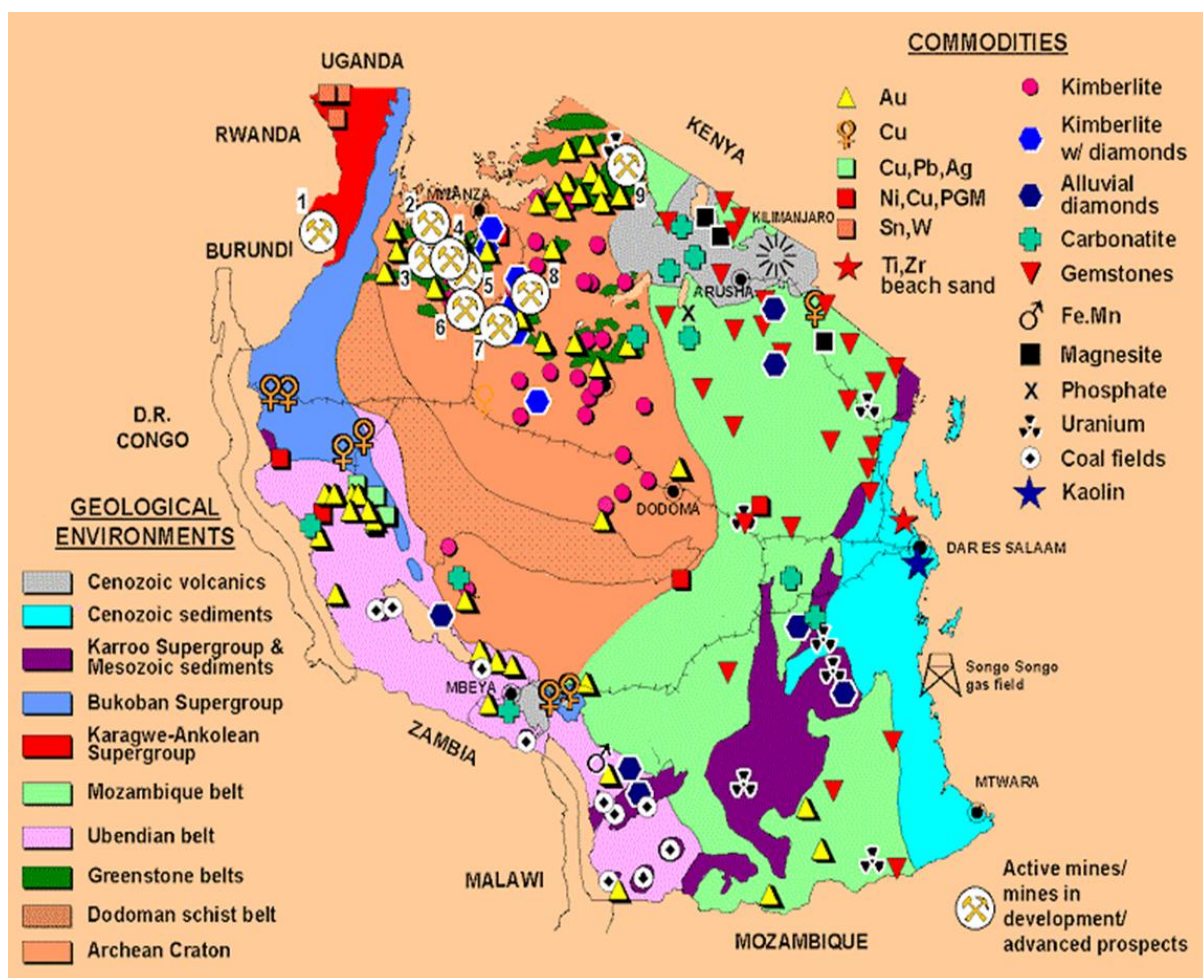 UGANDA
RWANDA
BURUNDI
D.R.
CONGO
ZAMBIA
MALAWI
MOZAMBIQUE
KENYA
MWANZA
KILIMANJARO
ARUSHA
DODOMA
DAR ES SALAAM
MBEYA
MTWARA
Songo Songo
gas field
1
2
3
4
5
6
7
8
9
COMMODITIES
Au
Cu
Cu,Pb,Ag
Ni,Cu,PGM
Sn,W
Ti,Zr
beach sand
Kimberlite
Kimberlite
w/ diamonds
Alluvial
diamonds
Carbonatite
Gemstones
Fe.Mn
Magnesite
X
Phosphate
Uranium
Coal fields
Kaolin
X
GEOLOGICAL
ENVIRONMENTS
Cenozoic volcanics
Cenozoic sediments
Karroo Supergroup &
Mesozoic sediments
Bukoban Supergroup
Karagwe-Ankolean
Supergroup
Mozambique belt
Ubendian belt
Greenstone belts
Dodoman schist belt
Archean Craton
Active mines/
mines in
development/
advanced prospects